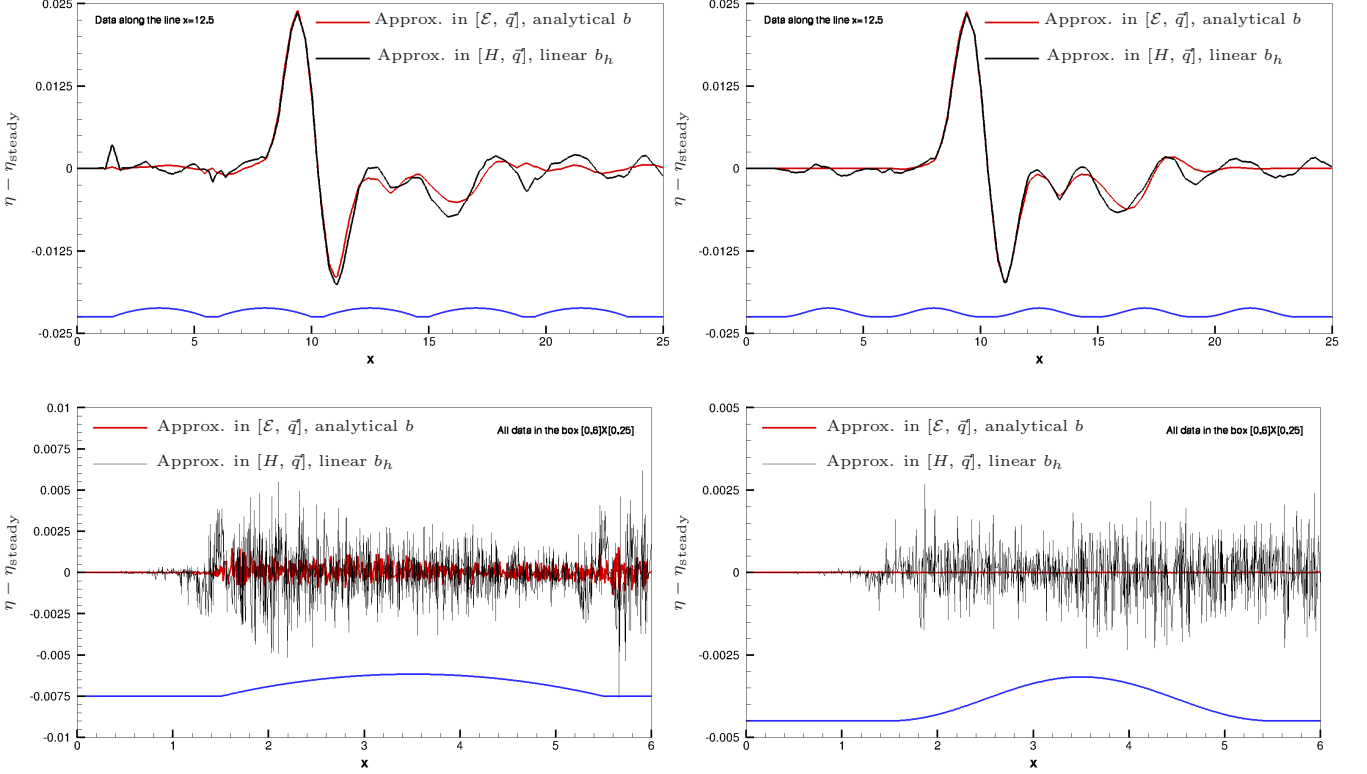 0.025
0.0125
0
-0.0125
-0.025
η − ηsteady
Data along the line x=12.5
Approx. in [ℰ, q⃗], analytical b
Approx. in [H, q⃗], linear b_h
0 5 10 15 20 25
x
0.025
0.0125
0
-0.0125
-0.025
η − ηsteady
Data along the line x=12.5
Approx. in [ℰ, q⃗], analytical b
Approx. in [H, q⃗], linear b_h
0 5 10 15 20 25
x
0.01
0.0075
0.005
0.0025
0
-0.0025
-0.005
-0.0075
-0.01
η − ηsteady
Approx. in [ℰ, q⃗], analytical b
All data in the box [0,6]X[0,25]
Approx. in [H, q⃗], linear b_h
0 1 2 3 4 5 6
x
0.005
0.0025
0
-0.0025
-0.005
η − ηsteady
Approx. in [ℰ, q⃗], analytical b
All data in the box [0,6]X[0,25]
Approx. in [H, q⃗], linear b_h
0 1 2 3 4 5 6
x